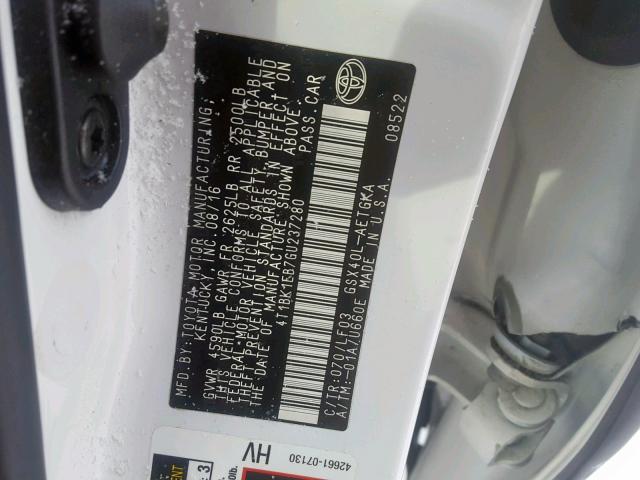 MFD. BY: TOYOTA MOTOR MANUFACTURING,
KENTUCKY, INC. 08/16
GVWR 4590LB GAWR FR. 2625LB RR 2500LB
THIS VEHICLE CONFORMS TO ALL APPLICABLE
FEDERAL MOTOR VEHICLE SAFETY, BUMPER, AND
THEFT PREVENTION STANDARDS IN EFFECT ON
THE DATE OF MANUFACTURE SHOWN ABOVE.
4T1BK1EB7GU237280 PASS. CAR
C/TR:070/LF03 GSX40L-AETGKA
A/TM:-01A/U660E MADE IN U.S.A.
08522
42661-07130
HV